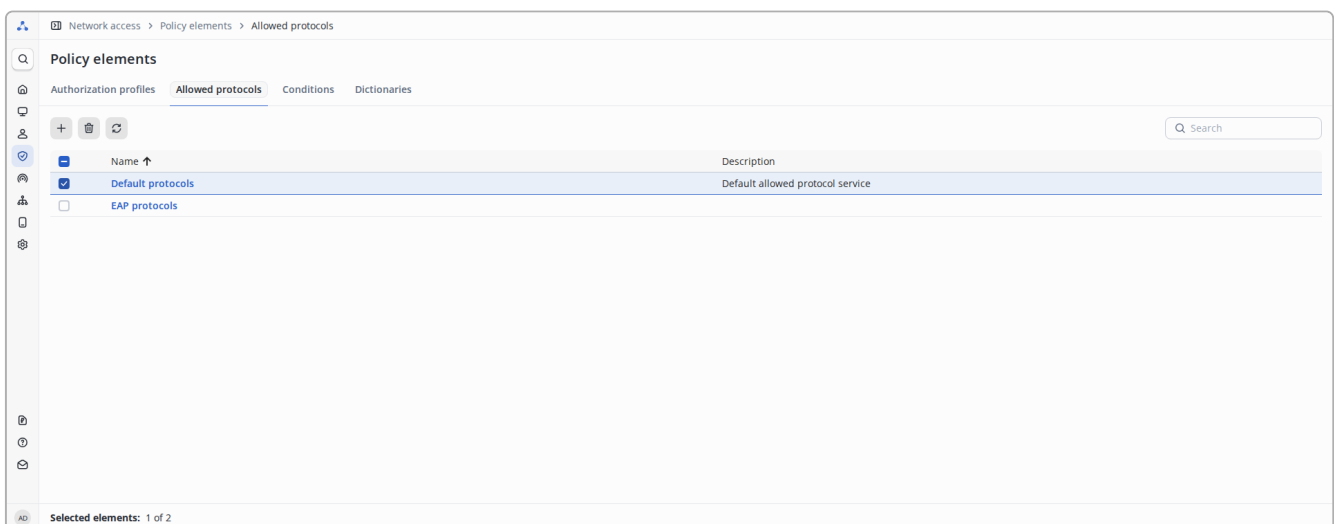 Network access > Policy elements > Allowed protocols
Policy elements
Authorization profiles Allowed protocols Conditions Dictionaries
Search
Name Description
Default protocols Default allowed protocol service
EAP protocols
AD Selected elements: 1 of 2